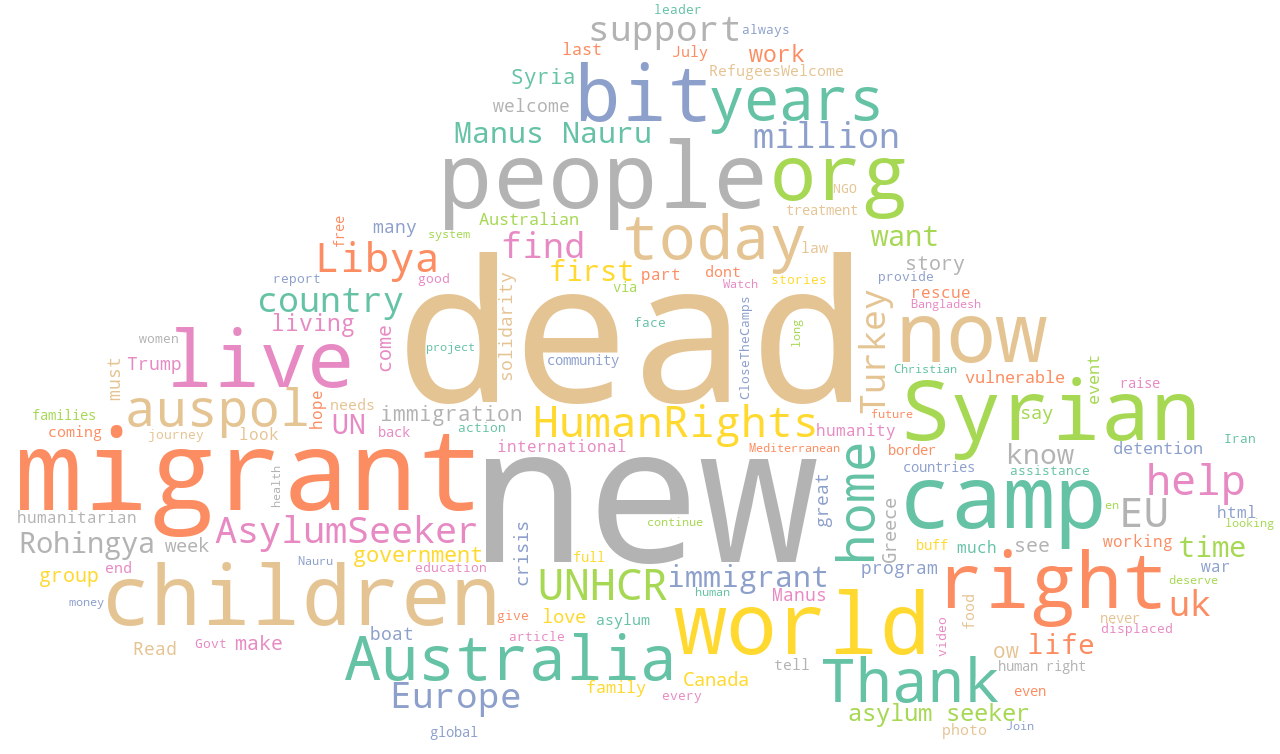 leader
support
always
last
July
work
Syria
RefugeesWelcome
bit
years
welcome
Manus Nauru
million
people
org
NGO
treatment
Australian
free
many
system
find
today
want
law
Libya
story
first
part
dont
report
good
via
Watch
stories
provide
country
solidarity
dead
rescue
Bangladesh
living
face
CloseTheCamps
long
Turkey
now
women
come
project
community
Trump
live
Christian
vulnerable
event
must
raise
auspol
hope
needs
immigration
Syrian
families
UN
action
HumanRights
future
say
coming
journey
look
back
humanity
migrant
international
Mediterranean
border
know
detention
Iran
health
new
home
countries
assistance
camp
help
great
en
humanitarian
AsylumSeeker
continue
Greece
EU
html
looking
Rohingya
week
crisis
government
full
buff
much
see
working
time
Nauru
education
group
end
UNHCR
immigrant
program
right
war
deserve
children
human
Manus
money
give
love
asylum
world
food
uk
never
displaced
boat
article
video
Read
Govt
make
Australia
tell
ow
life
human right
family
Canada
Thank
even
Europe
every
asylum seeker
global
photo
Join